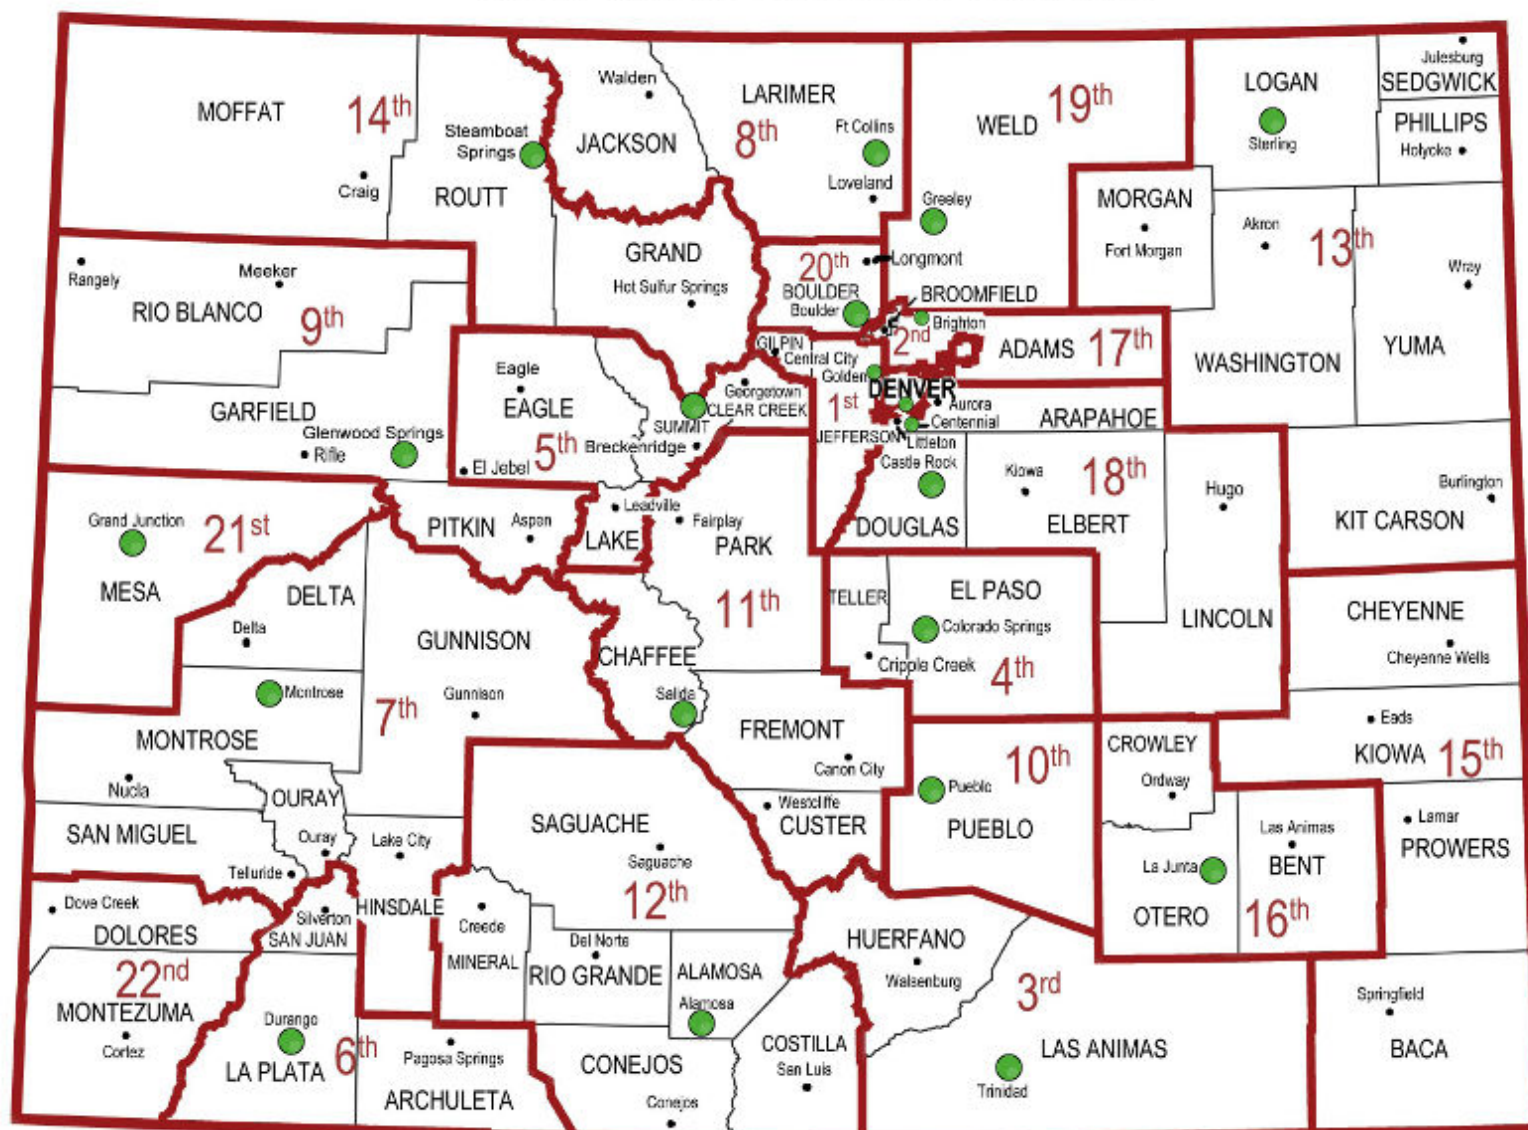 MOFFAT
14th
Craig
Steamboat
Springs
ROUTT
Walden
JACKSON
LARIMER
8th
Ft Collins
Loveland
WELD
19th
Greeley
LOGAN
Sterling
Julesburg
SEDGWICK
PHILLIPS
Holyoke
MORGAN
Fort Morgan
Akron
13th
Wray
WASHINGTON
YUMA
Rangely
Meeker
RIO BLANCO
9th
GRAND
Hot Sulfur Springs
20th
Longmont
BOULDER
Boulder
BROOMFIELD
2nd
Brighton
ADAMS
17th
GILPIN
Central City
Golden
DENVER
1st
Aurora
Centennial
ARAPAHOE
JEFFERSON
Littleton
Castle Rock
DOUGLAS
Eagle
EAGLE
5th
El Jebel
Georgetown
CLEAR CREEK
SUMMIT
Breckenridge
GARFIELD
Glenwood Springs
Rifle
Kiowa
18th
ELBERT
Hugo
LINCOLN
Burlington
KIT CARSON
Grand Junction
21st
MESA
PITKIN
Aspen
Leadville
LAKE
Fairplay
PARK
11th
DELTA
Delta
GUNNISON
Gunnison
7th
Montrose
MONTROSE
Nucla
CHAFFEE
Salida
TELLER
EL PASO
Colorado Springs
Cripple Creek
4th
CHEYENNE
Cheyenne Wells
Eads
KIOWA
15th
FREMONT
Canon City
10th
Pueblo
PUEBLO
CROWLEY
Ordway
OURAY
Ouray
SAN MIGUEL
Telluride
Lake City
HINSDALE
SAGUACHE
Saguache
12th
Westcliffe
CUSTER
Las Animas
BENT
La Junta
OTERO
16th
Lamar
PROWERS
Dove Creek
DOLORES
22nd
MONTEZUMA
Cortez
Silverton
SAN JUAN
Durango
LA PLATA
6th
Creede
MINERAL
Del Norte
RIO GRANDE
ALAMOSA
Alamosa
HUERFANO
Walsenburg
3rd
Pagosa Springs
ARCHULETA
CONEJOS
Conejos
COSTILLA
San Luis
LAS ANIMAS
Trinidad
Springfield
BACA